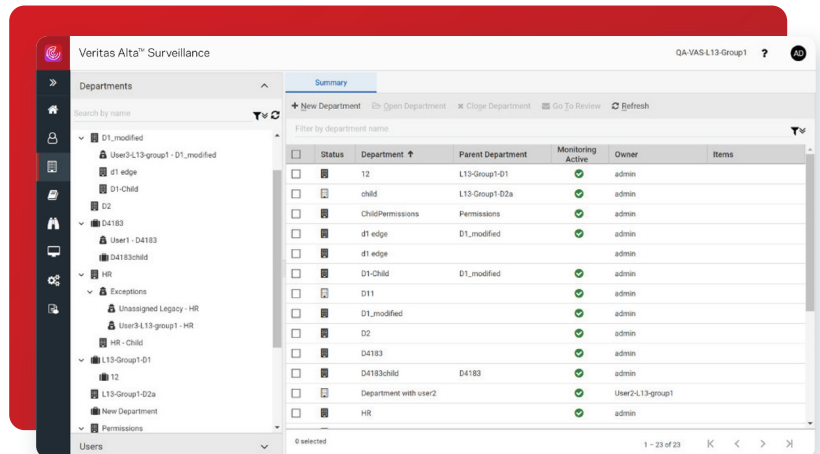 Veritas Alta™ Surveillance
QA-VAS-L13-Group1 ? AD
Departments
Search by name
D1_modified
User3-L13-group1 - D1_modified
d1 edge
D1-Child
D2
D4183
User1 - D4183
D4183child
HR
Exceptions
Unassigned Legacy - HR
User3-L13-group1 - HR
HR - Child
L13-Group1-D1
12
L13-Group1-D2a
New Department
Permissions
Users
Summary
New Department Open Department Close Department Go To Review Refresh
Filter by department name
Status Department Parent Department Monitoring Active Owner Items
12 L13-Group1-D1 admin
child L13-Group1-D2a admin
ChildPermissions Permissions admin
d1 edge D1_modified admin
d1 edge admin
D1-Child D1_modified admin
D11 admin
D1_modified admin
D2 admin
D4183 admin
D4183child D4183 admin
Department with user2 User2-L13-group1
HR admin
0 selected
1 – 23 of 23